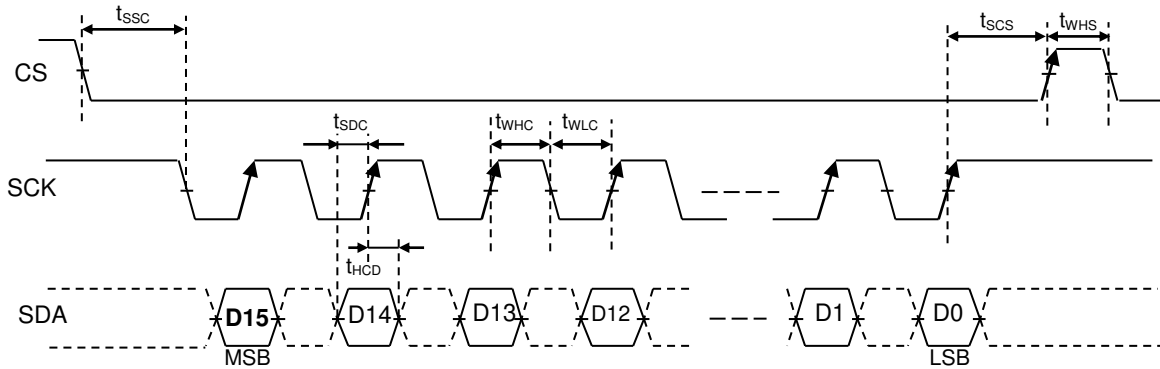 tSSC tSCS tWHS
CS
tSDC tWHC tWLC
SCK
tHCD
SDA D15 D14 D13 D12 D1 D0
MSB LSB